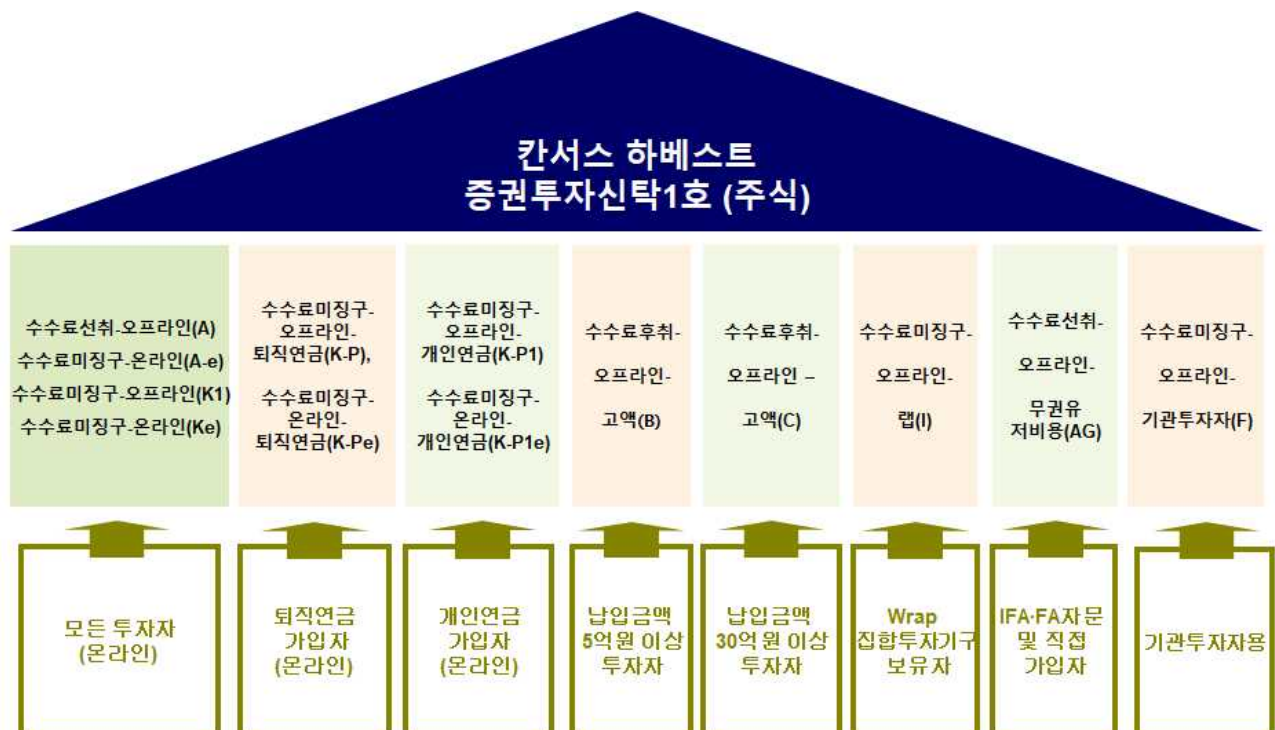 칸서스 하베스트
증권투자신탁1호 (주식)
수수료선취-오프라인(A)
수수료미징구-온라인(A-e)
수수료미징구-오프라인(K1)
수수료미징구-온라인(Ke)
수수료미징구-
오프라인-
퇴직연금(K-P),
수수료미징구-
온라인-
퇴직연금(K-Pe)
수수료미징구-
오프라인-
개인연금(K-P1)
수수료미징구-
온라인-
개인연금(K-P1e)
수수료후취-
오프라인-
고액(B)
수수료후취-
오프라인 –
고액(C)
수수료미징구-
오프라인-
랩(I)
수수료선취-
오프라인-
무권유
저비용(AG)
수수료미징구-
오프라인-
기관투자자(F)
모든 투자자
(온라인)
퇴직연금
가입자
(온라인)
개인연금
가입자
(온라인)
납입금액
5억원 이상
투자자
납입금액
30억원 이상
투자자
Wrap
집합투자기구
보유자
IFA·FA자문
및 직접
가입자
기관투자자용